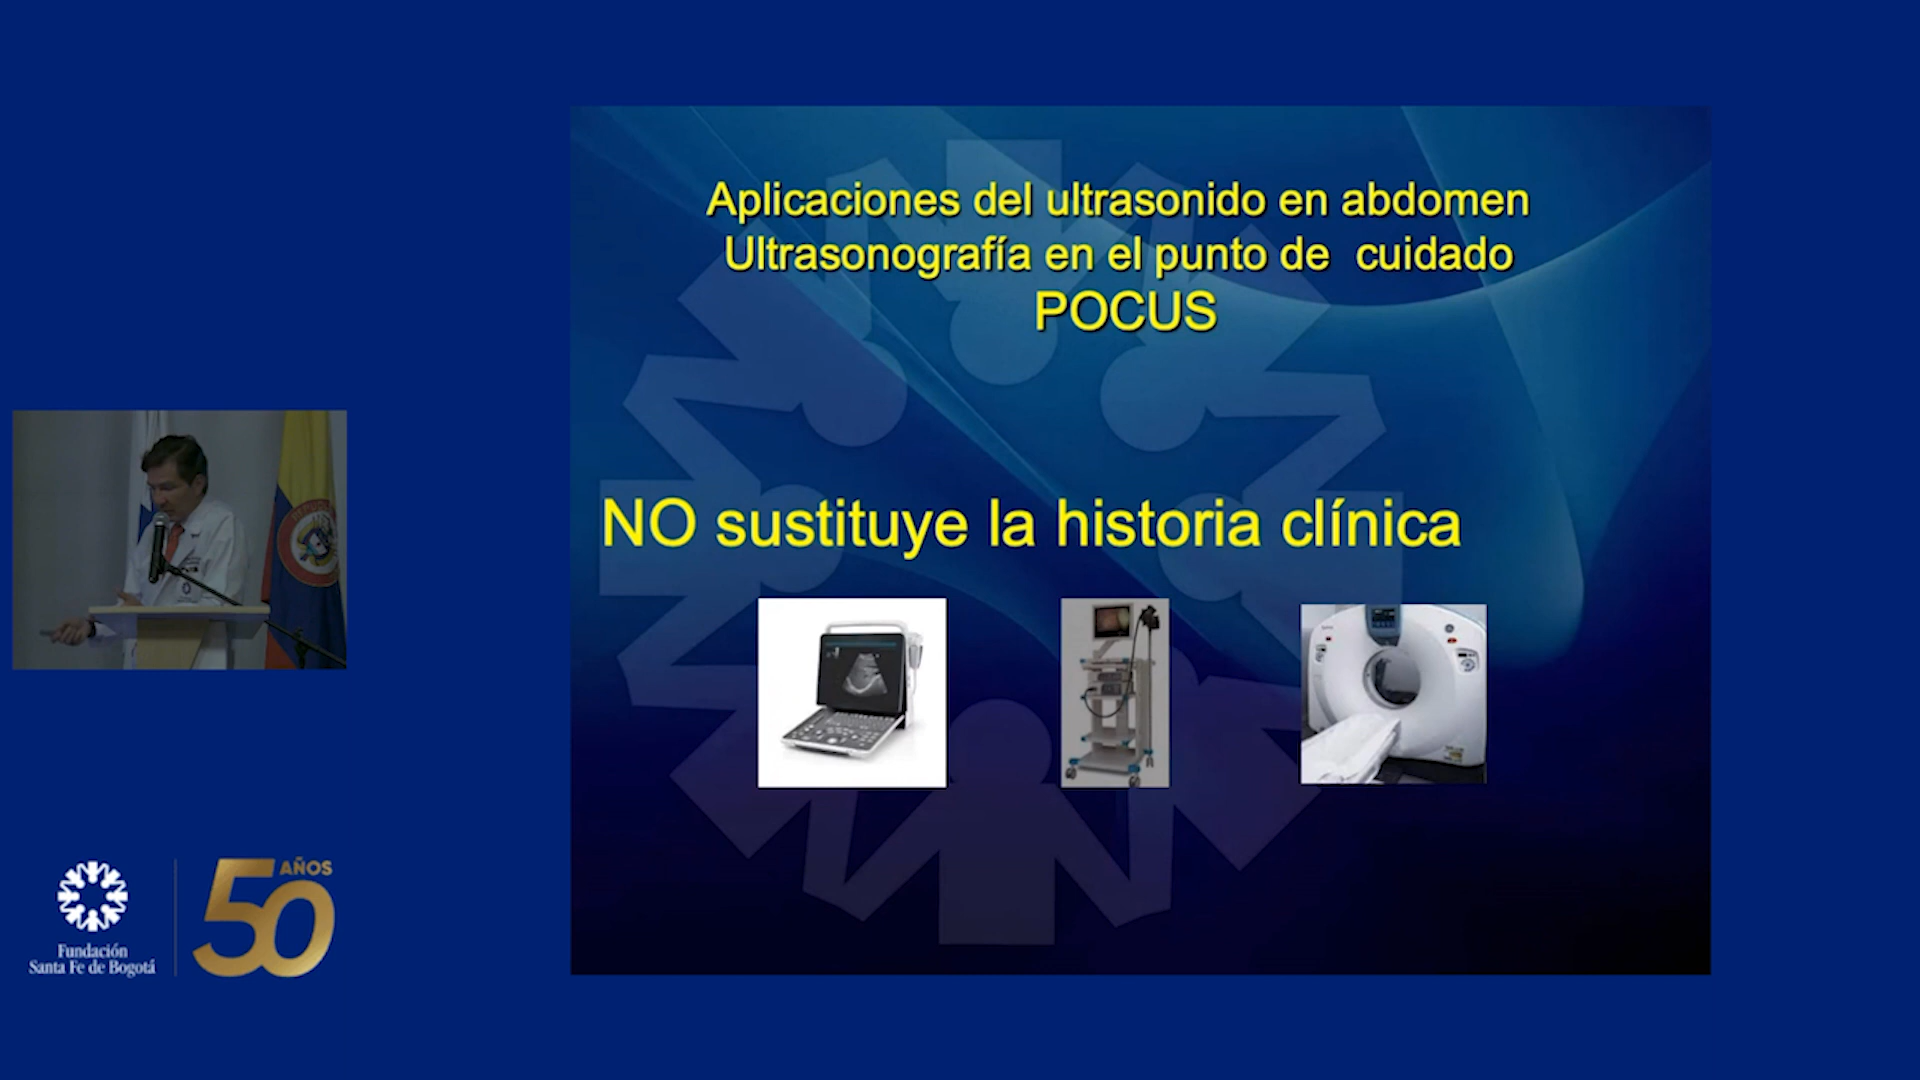 Aplicaciones del ultrasonido en abdomen
Ultrasonografía en el punto de cuidado
POCUS
NO sustituye la historia clínica
Fundación
Santa Fe de Bogotá
50
AÑOS